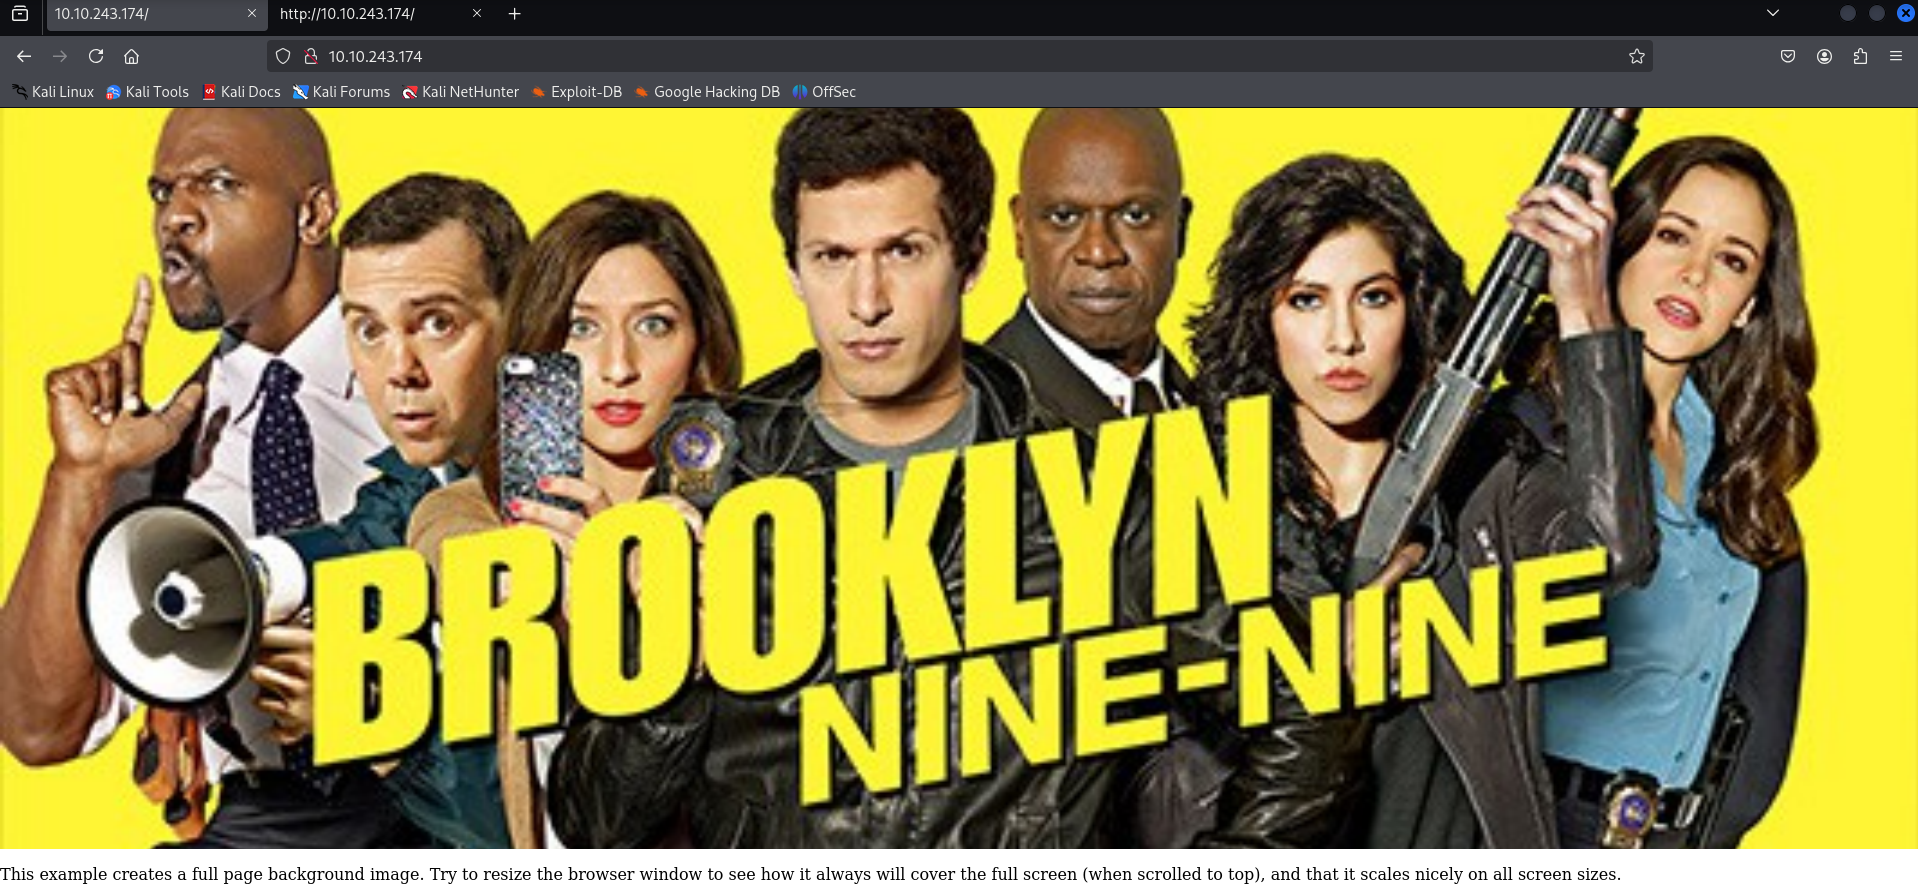 10.10.243.174/
http://10.10.243.174/
10.10.243.174
Kali Linux Kali Tools Kali Docs Kali Forums Kali NetHunter Exploit-DB Google Hacking DB OffSec
BROOKLYN
NINE-NINE
This example creates a full page background image. Try to resize the browser window to see how it always will cover the full screen (when scrolled to top), and that it scales nicely on all screen sizes.